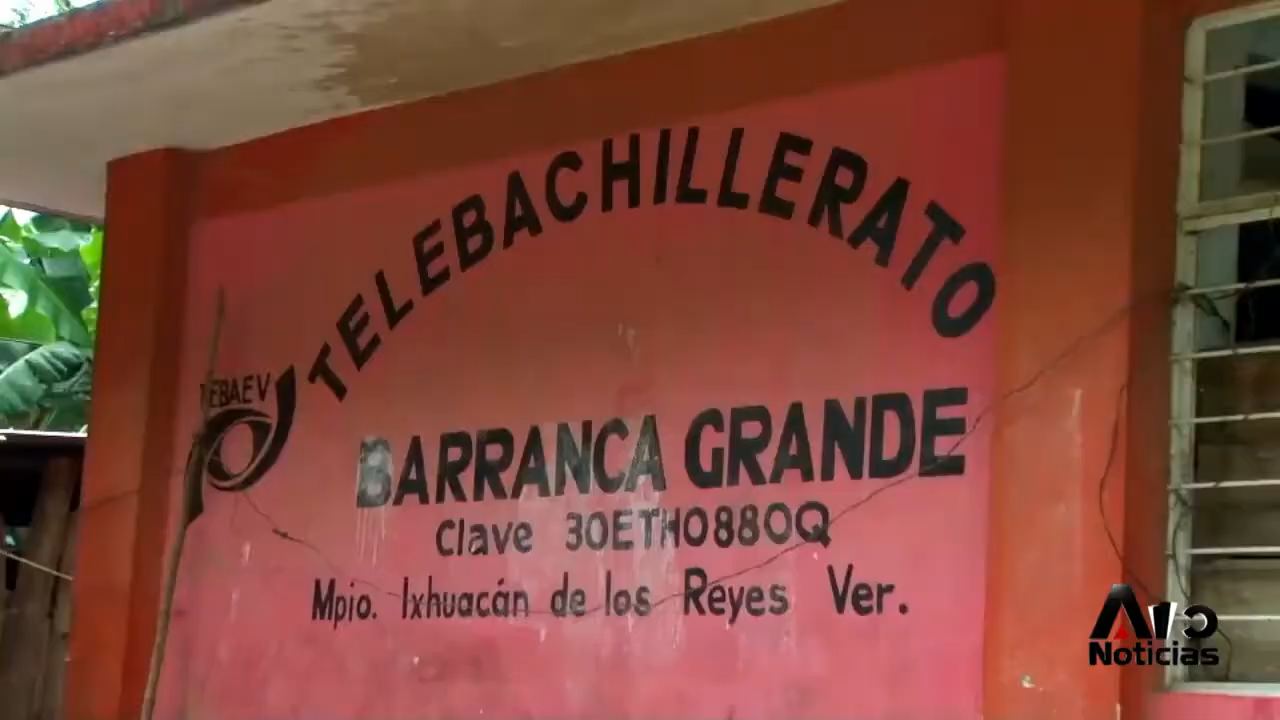 TELEBACHILLERATO
TEBAEV
BARRANCA GRANDE
Clave 30ETH0880Q
Mpio. Ixhuacán de los Reyes Ver.
AVC
Noticias